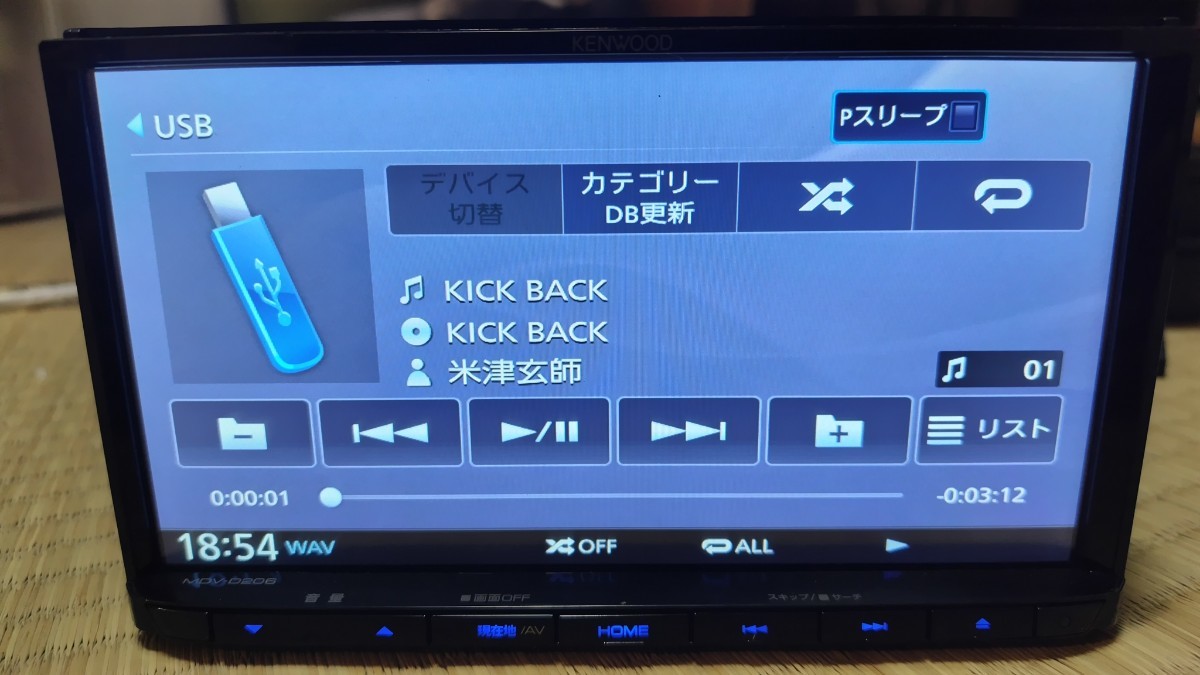 KENWOOD
USB
Pスリープ
デバイス
切替
カテゴリー
DB更新
KICK BACK
KICK BACK
米津玄師
01
リスト
0:00:01
-0:03:12
18:54 WAV
OFF
ALL
MDV-D206
音量
画面OFF
スキップ/サーチ
現在地/AV
HOME